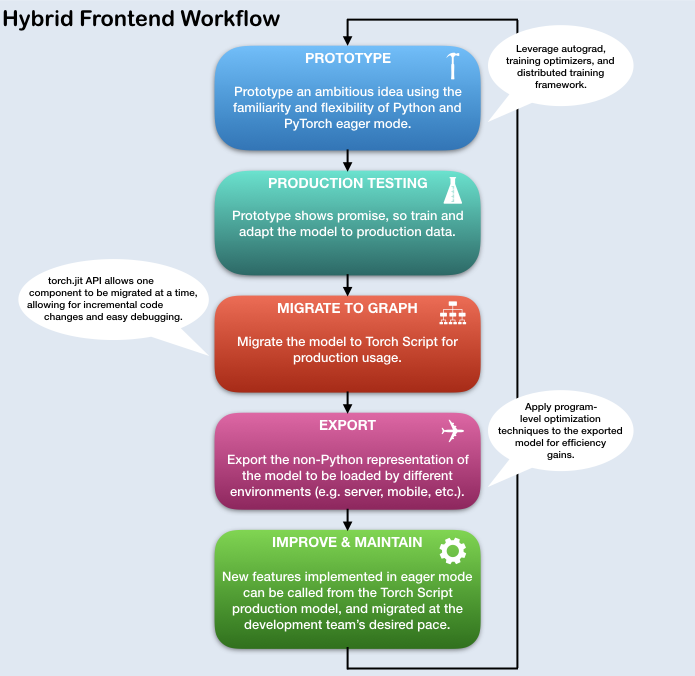 Hybrid Frontend Workflow
PROTOTYPE
Prototype an ambitious idea using the
familiarity and flexibility of Python and
PyTorch eager mode.
Leverage autograd,
training optimizers, and
distributed training
framework.
PRODUCTION TESTING
Prototype shows promise, so train and
adapt the model to production data.
torch.jit API allows one
component to be migrated at a time,
allowing for incremental code
changes and easy debugging.
MIGRATE TO GRAPH
Migrate the model to Torch Script for
production usage.
EXPORT
Export the non-Python representation of
the model to be loaded by different
environments (e.g. server, mobile, etc.).
Apply program-
level optimization
techniques to the exported
model for efficiency
gains.
IMPROVE & MAINTAIN
New features implemented in eager mode
can be called from the Torch Script
production model, and migrated at the
development team's desired pace.